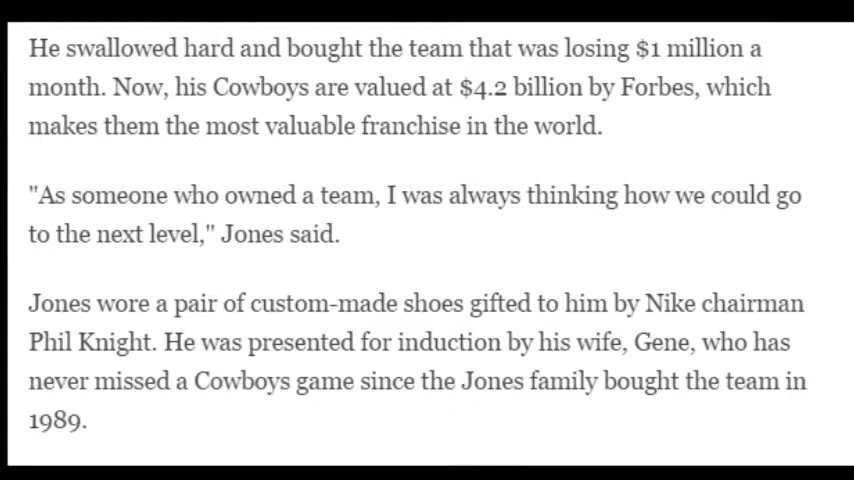 He swallowed hard and bought the team that was losing $1 million a
month. Now, his Cowboys are valued at $4.2 billion by Forbes, which
makes them the most valuable franchise in the world.
"As someone who owned a team, I was always thinking how we could go
to the next level," Jones said.
Jones wore a pair of custom-made shoes gifted to him by Nike chairman
Phil Knight. He was presented for induction by his wife, Gene, who has
never missed a Cowboys game since the Jones family bought the team in
1989.